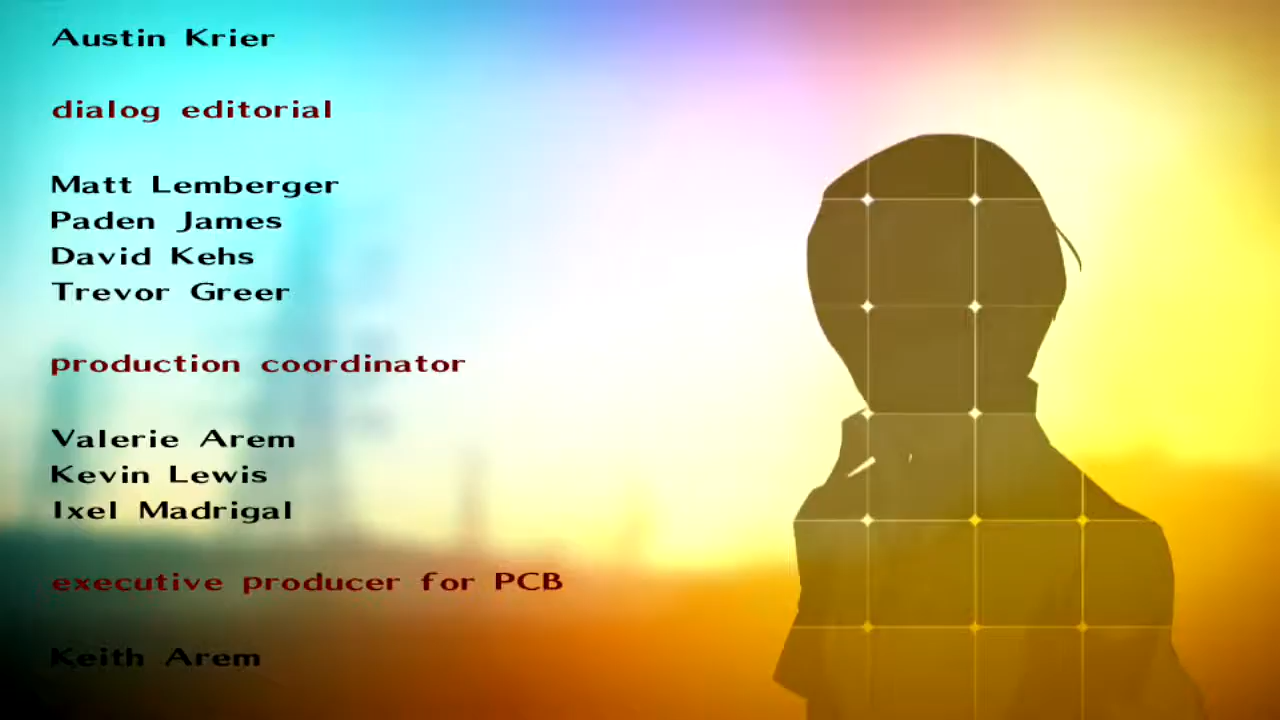 Austin Krier
dialog editorial
Matt Lemberger
Paden James
David Kehs
Trevor Greer
production coordinator
Valerie Arem
Kevin Lewis
Ixel Madrigal
executive producer for PCB
Keith Arem